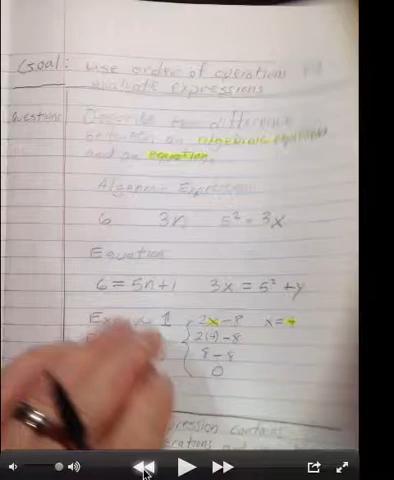 Goal: use order of operations
evaluate expressions
Questions Describe the difference
between an algebraic expression
and an equation.
Algebraic Expression
6 3n 5² - 3x
Equation
6 = 5n+1 3x = 5² + y
1 2x - 8 x = 4
2(4) - 8
8 - 8
0
contains